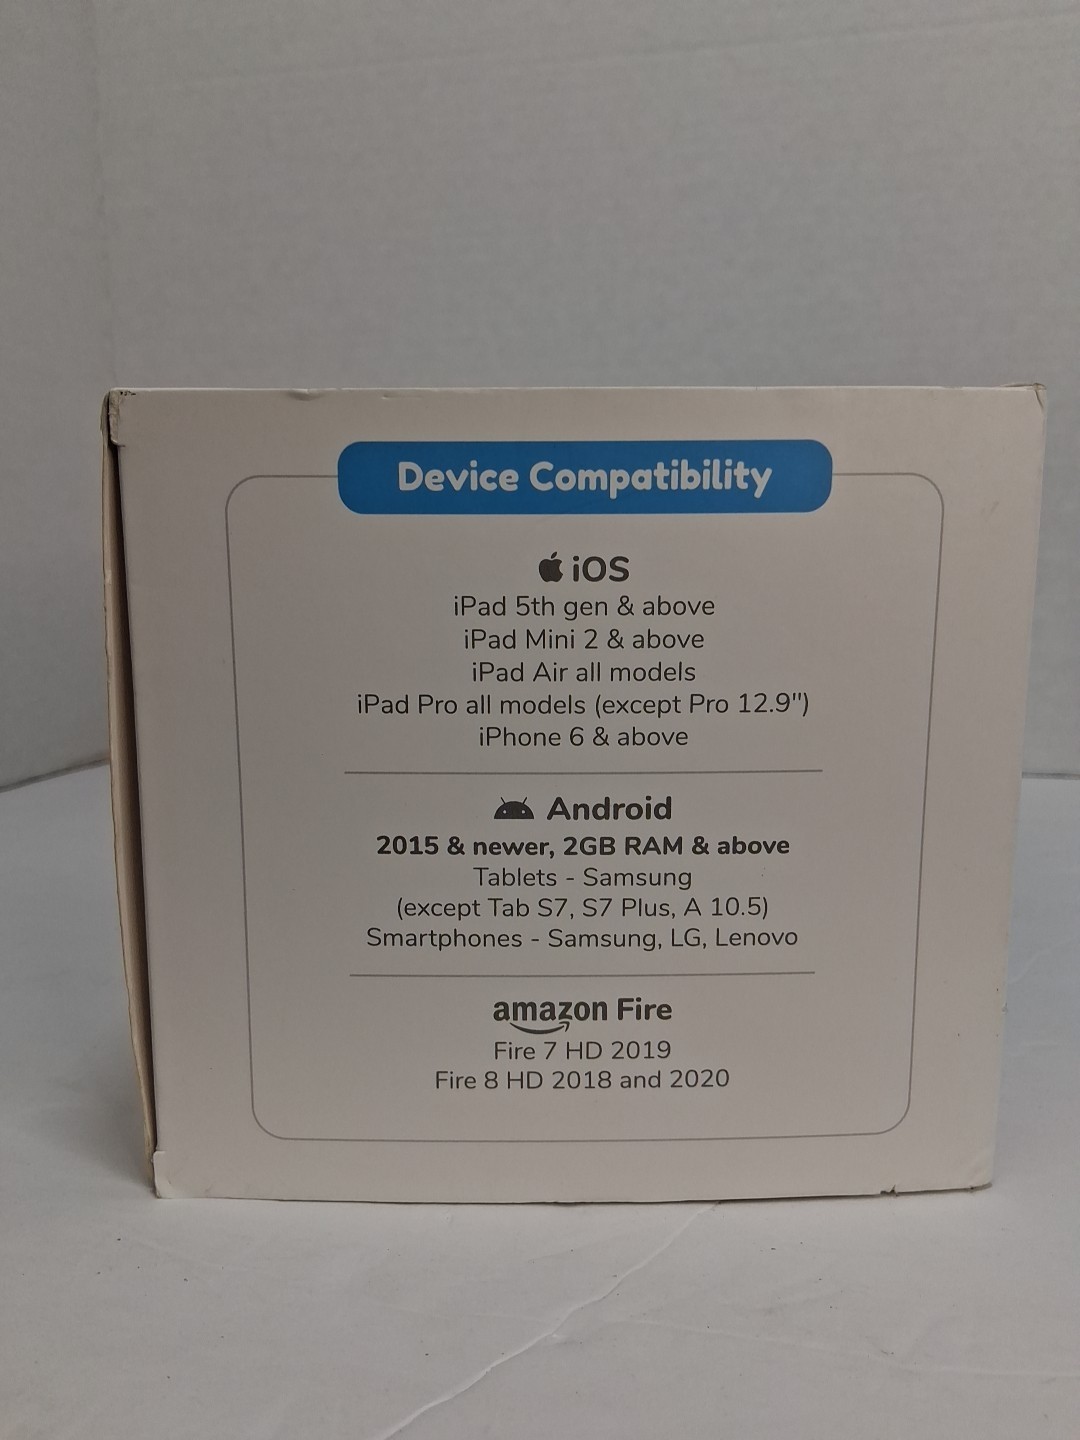 Device Compatibility
iOS
iPad 5th gen & above
iPad Mini 2 & above
iPad Air all models
iPad Pro all models (except Pro 12.9")
iPhone 6 & above
Android
2015 & newer, 2GB RAM & above
Tablets - Samsung
(except Tab S7, S7 Plus, A 10.5)
Smartphones - Samsung, LG, Lenovo
amazon Fire
Fire 7 HD 2019
Fire 8 HD 2018 and 2020